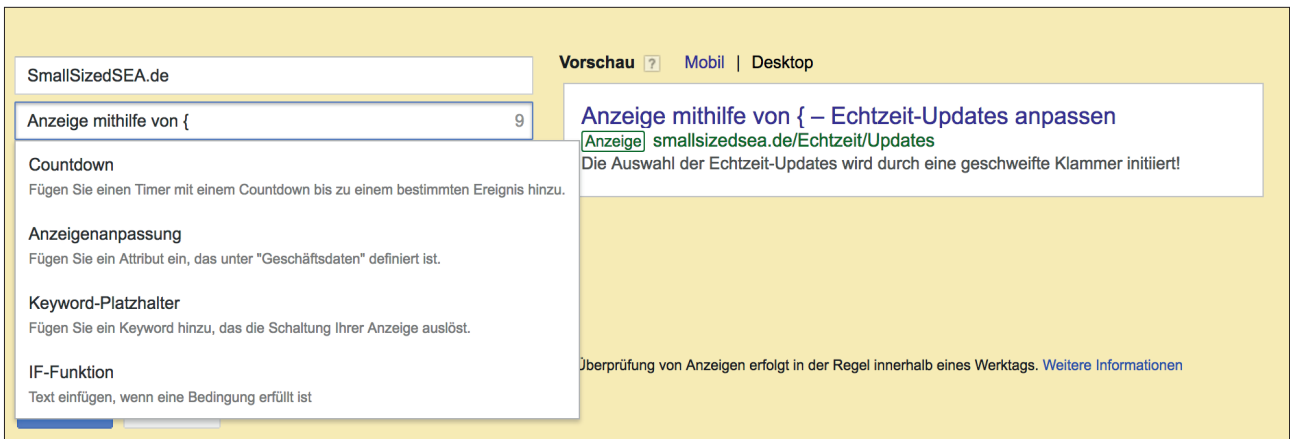 SmallSizedSEA.de
Anzeige mithilfe von { 9
Countdown
Fügen Sie einen Timer mit einem Countdown bis zu einem bestimmten Ereignis hinzu.
Anzeigenanpassung
Fügen Sie ein Attribut ein, das unter "Geschäftsdaten" definiert ist.
Keyword-Platzhalter
Fügen Sie ein Keyword hinzu, das die Schaltung Ihrer Anzeige auslöst.
IF-Funktion
Text einfügen, wenn eine Bedingung erfüllt ist
Vorschau ? Mobil | Desktop
Anzeige mithilfe von { – Echtzeit-Updates anpassen
Anzeige smallsizedsea.de/Echtzeit/Updates
Die Auswahl der Echtzeit-Updates wird durch eine geschweifte Klammer initiiert!
Überprüfung von Anzeigen erfolgt in der Regel innerhalb eines Werktags. Weitere Informationen